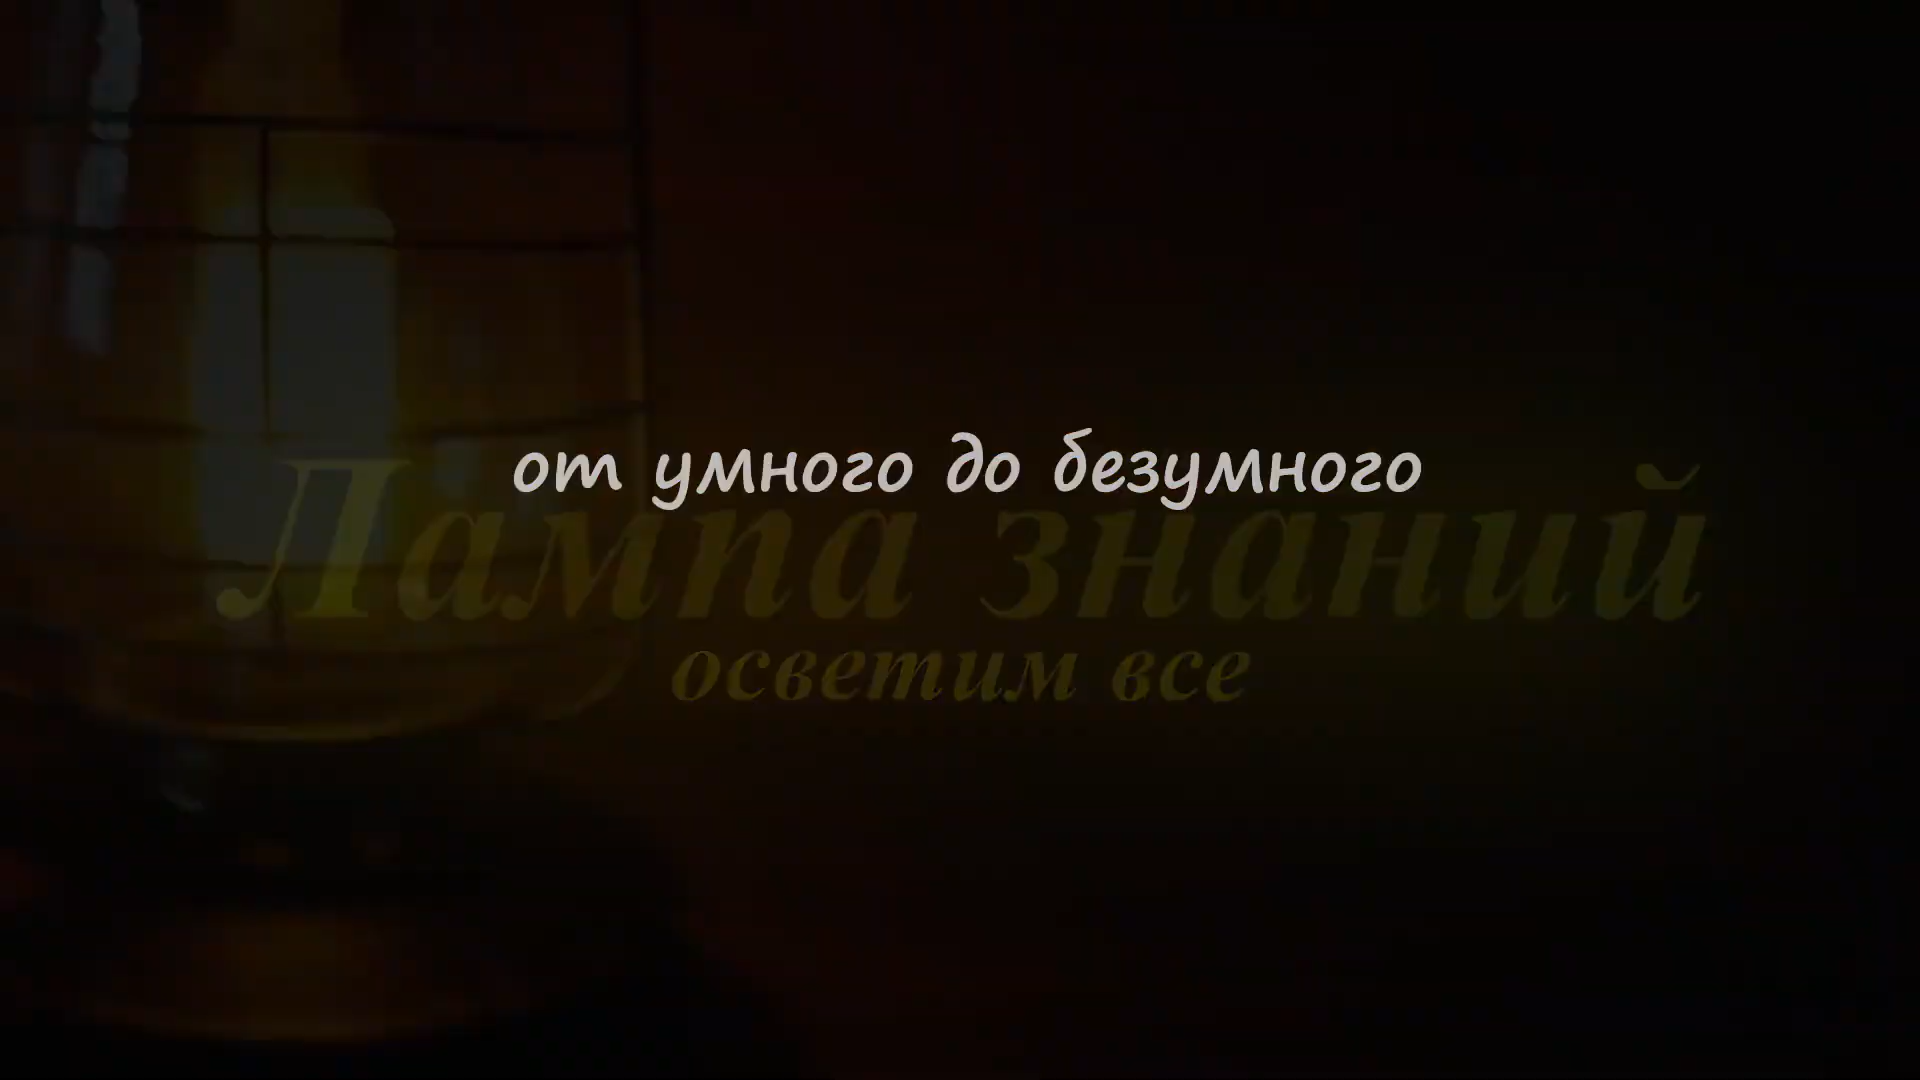 от умного до безумного
Лампа знаний
осветим все